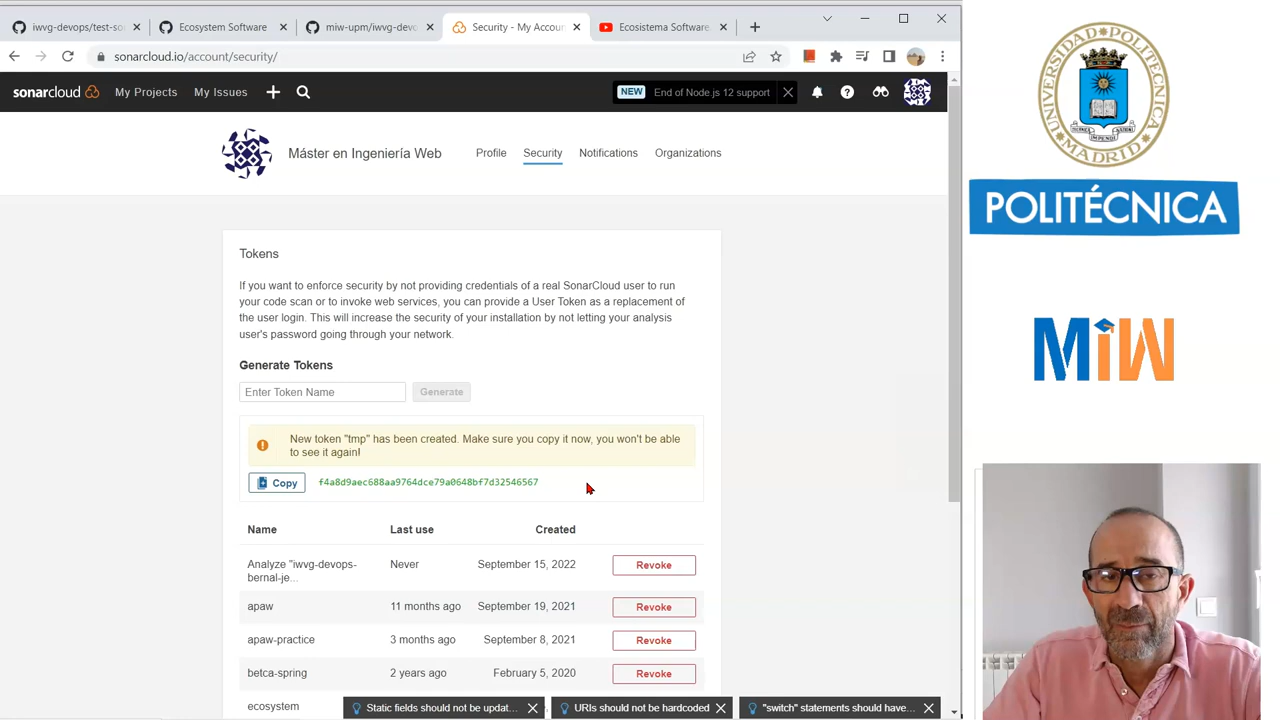 iwvg-devops/test-so
Ecosystem Software
miw-upm/iwvg-devo
Security - My Accoun
Ecosistema Software
sonarcloud.io/account/security/
sonarcloud
My Projects
My Issues
NEW
End of Node.js 12 support
Máster en Ingeniería Web
Profile
Security
Notifications
Organizations
Tokens
If you want to enforce security by not providing credentials of a real SonarCloud user to run
your code scan or to invoke web services, you can provide a User Token as a replacement
of the user login. This will increase the security of your installation by not letting your analysis
user's password going through your network.
Generate Tokens
Enter Token Name
Generate
New token "tmp" has been created. Make sure you copy it now, you won't be able
to see it again!
Copy
f4a8d9aec688aa9764dce79a0648bf7d32546567
Name
Last use
Created
Analyze "iwvg-devops-
bernal-je...
Never
September 15, 2022
Revoke
apaw
11 months ago
September 19, 2021
Revoke
apaw-practice
3 months ago
September 8, 2021
Revoke
betca-spring
2 years ago
February 5, 2020
Revoke
ecosystem
Static fields should not be updat...
URIs should not be hardcoded
"switch" statements should have...
UNIVERSIDAD POLITÉCNICA
MADRID
POLITÉCNICA
MiW